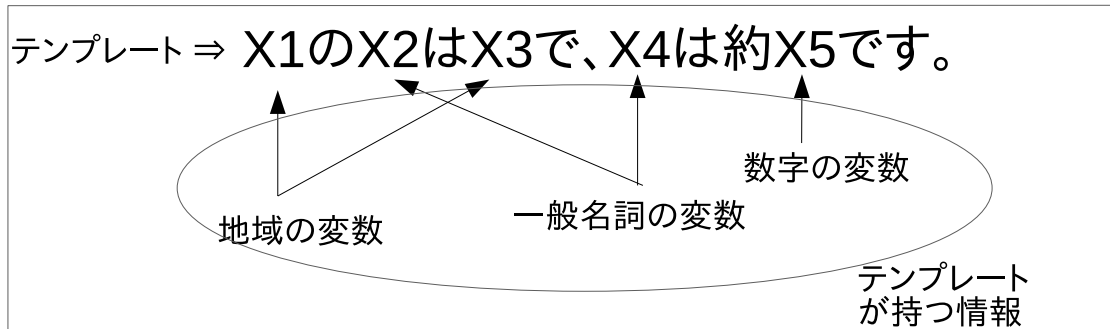 テンプレート ⇒ X1のX2はX3で、X4は約X5です。
数字の変数
一般名詞の変数
地域の変数
テンプレート
が持つ情報